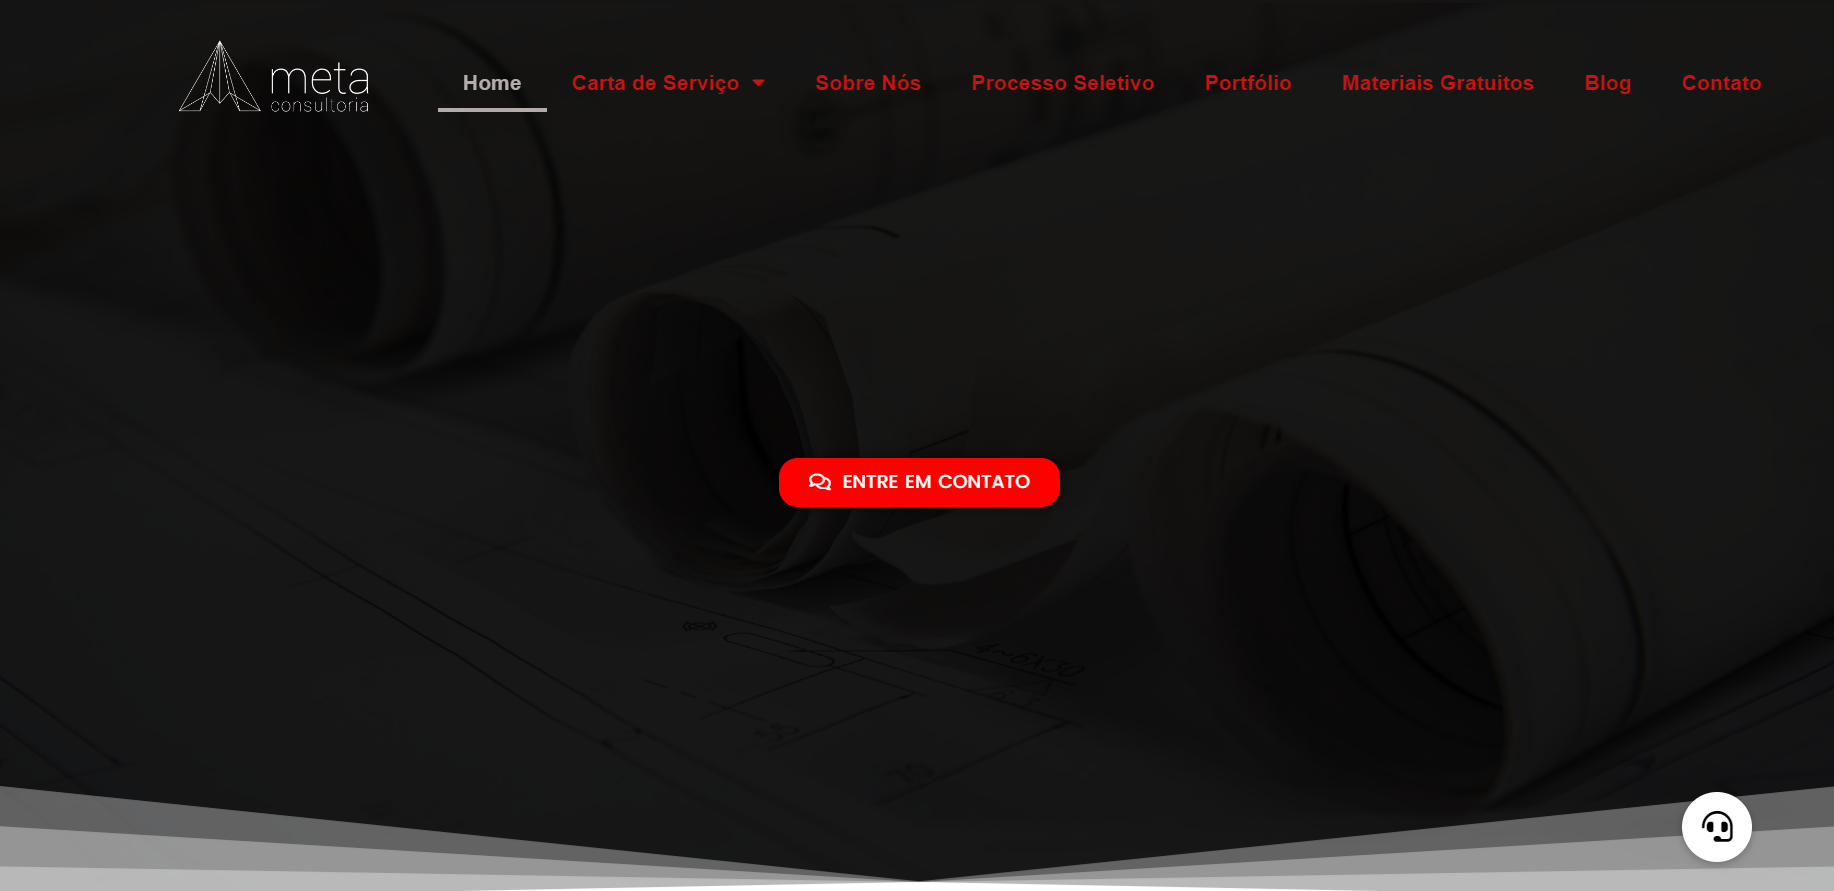 meta
consultoria
Home
Carta de Serviço
Sobre Nós
Processo Seletivo
Portfólio
Materiais Gratuitos
Blog
Contato
ENTRE EM CONTATO